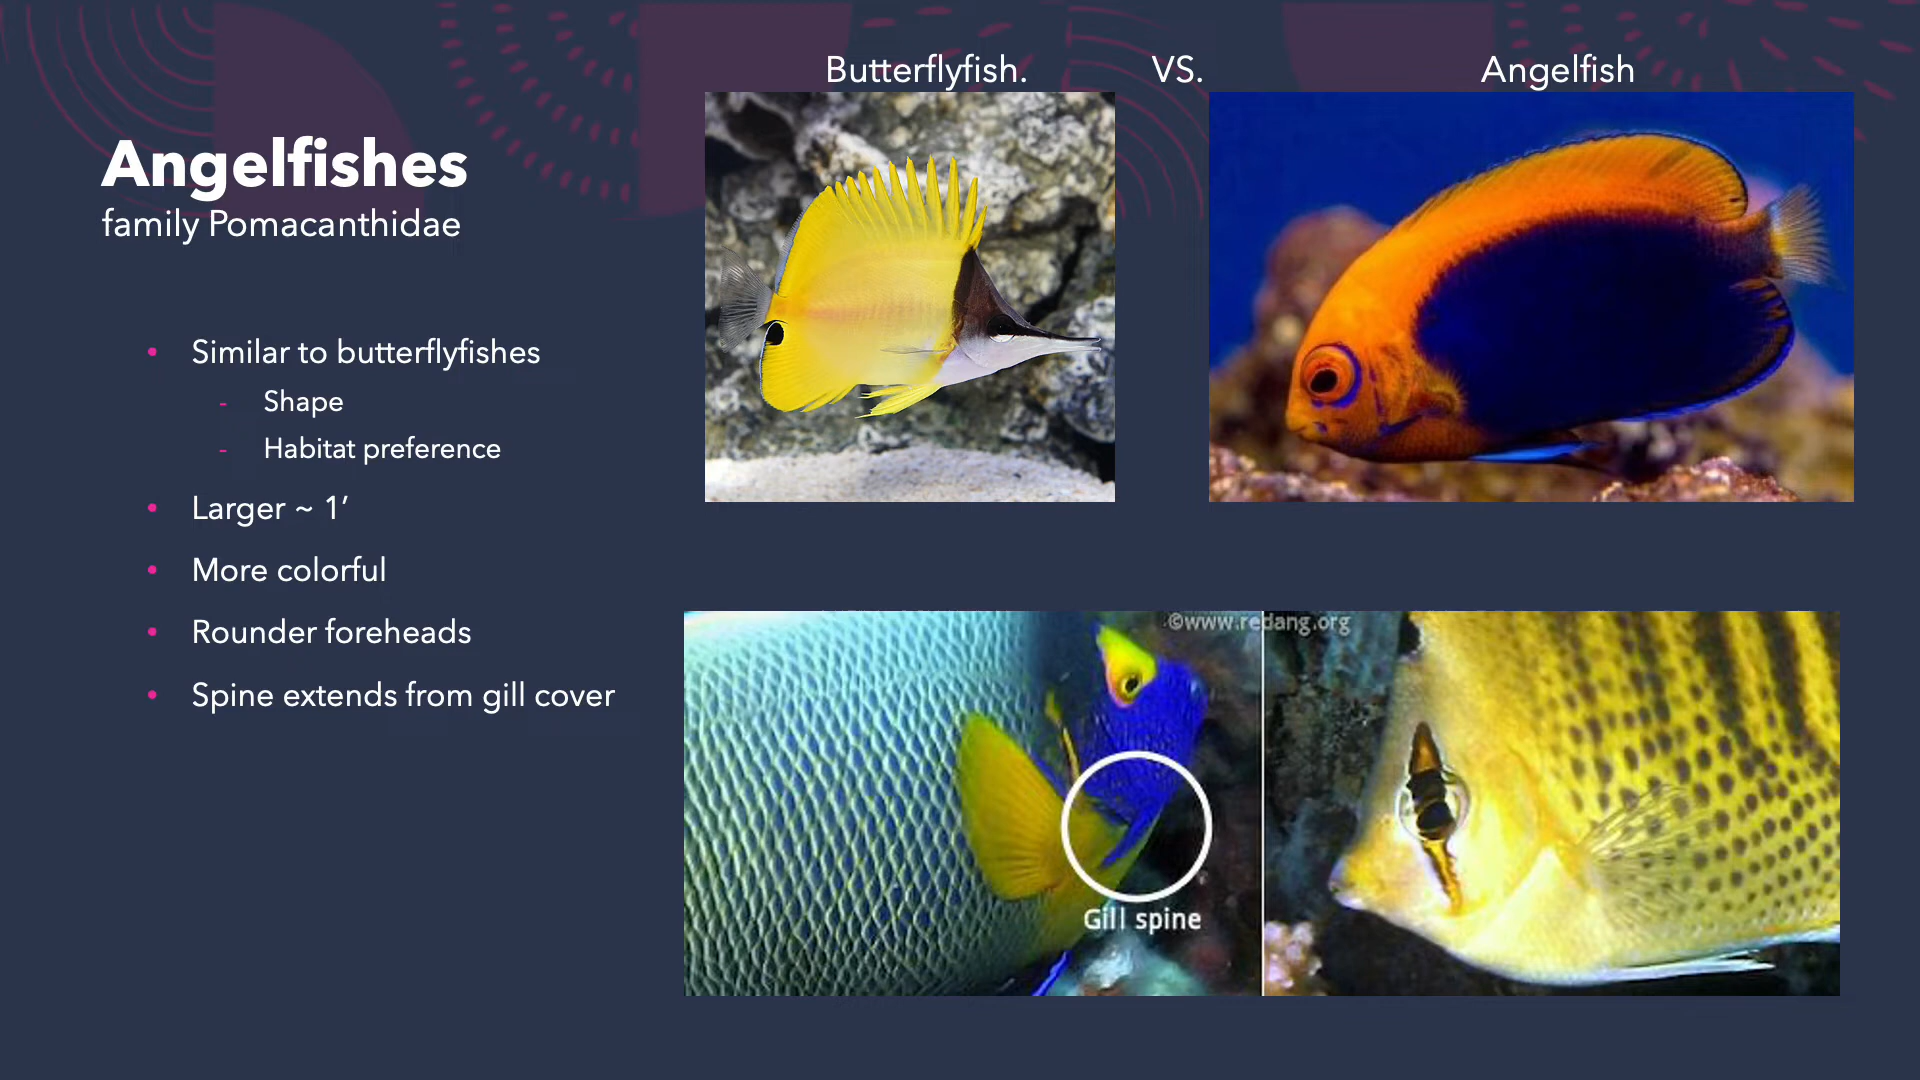 Butterflyfish. VS. Angelfish
Angelfishes
family Pomacanthidae
• Similar to butterflyfishes
- Shape
- Habitat preference
• Larger ~ 1’
• More colorful
• Rounder foreheads
• Spine extends from gill cover
©www.redang.org
Gill spine